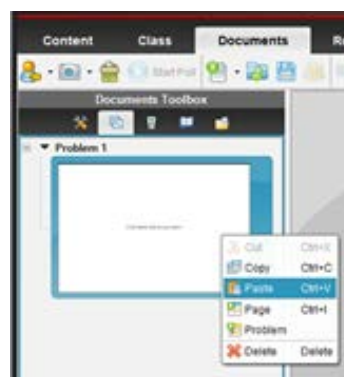 Content Class Documents
Start Poll
Documents Toolbox
Problem 1
Cut Ctrl+X
Copy Ctrl+C
Paste Ctrl+V
Page Ctrl+I
Problem
Delete Delete